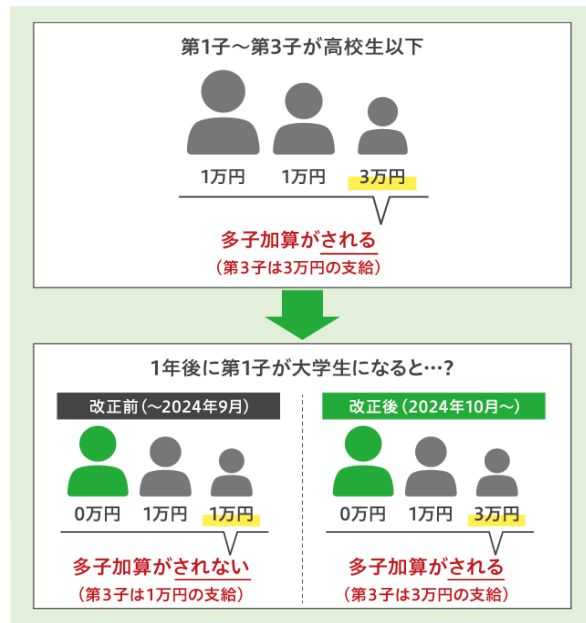 第1子～第3子が高校生以下
1万円 1万円 3万円
多子加算がされる
（第3子は3万円の支給）
1年後に第1子が大学生になると…？
改正前（～2024年9月）
0万円 1万円 1万円
多子加算がされない
（第3子は1万円の支給）
改正後（2024年10月～）
0万円 1万円 3万円
多子加算がされる
（第3子は3万円の支給）